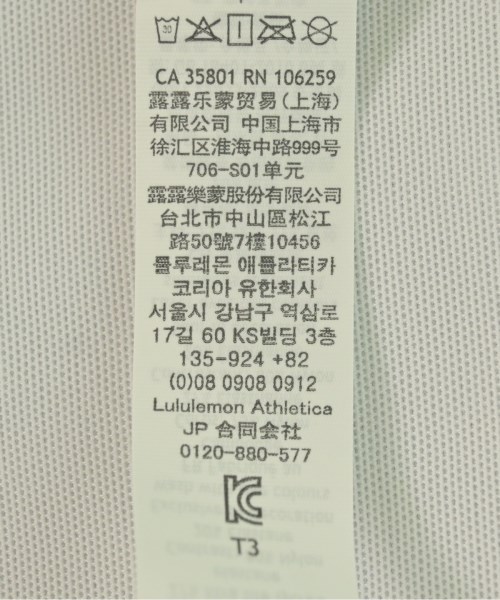 30
CA 35801 RN 106259
露露乐蒙贸易(上海)
有限公司 中国上海市
徐汇区淮海中路999号
706-S01单元
露露樂蒙股份有限公司
台北市中山區松江
路50號7樓10456
룰루레몬 애틀라티카
코리아 유한회사
서울시 강남구 역삼로
17길 60 KS빌딩 3층
135-924 +82
(0)08 0908 0912
Lululemon Athletica
JP 合同会社
0120-880-577
KC
T3